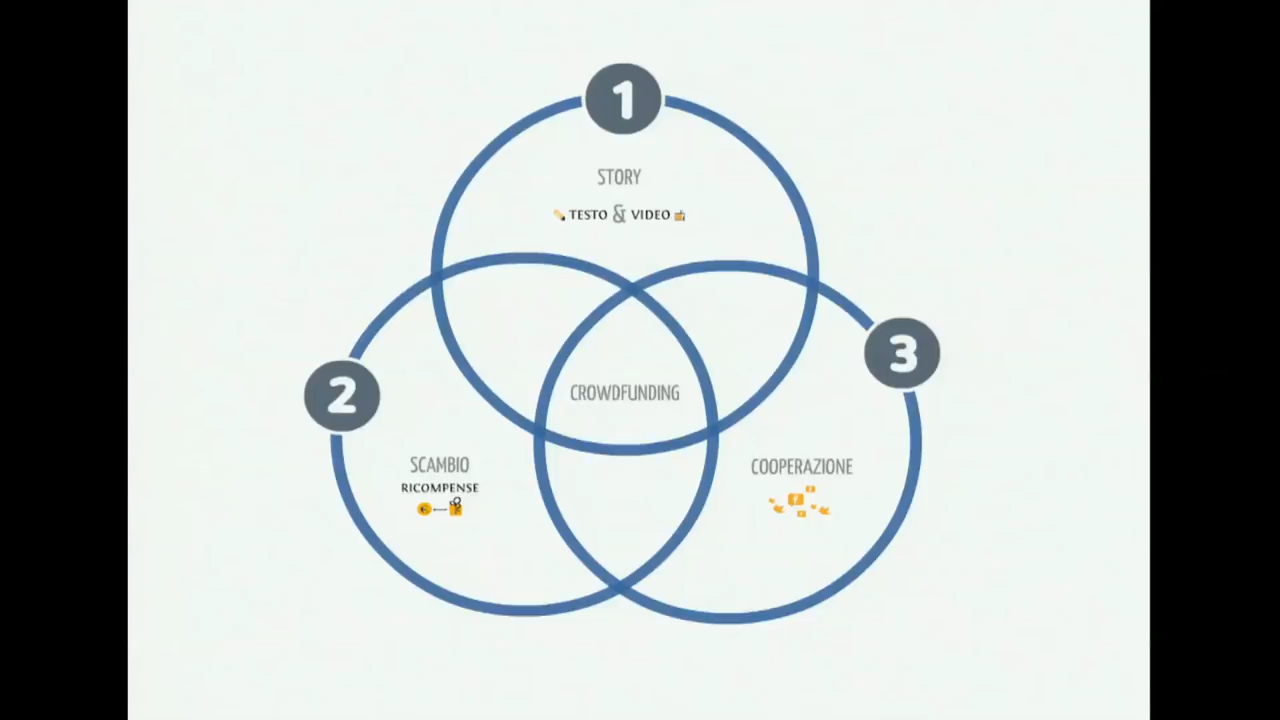 1
STORY
TESTO & VIDEO
3
2
CROWDFUNDING
SCAMBIO
RICOMPENSE
COOPERAZIONE